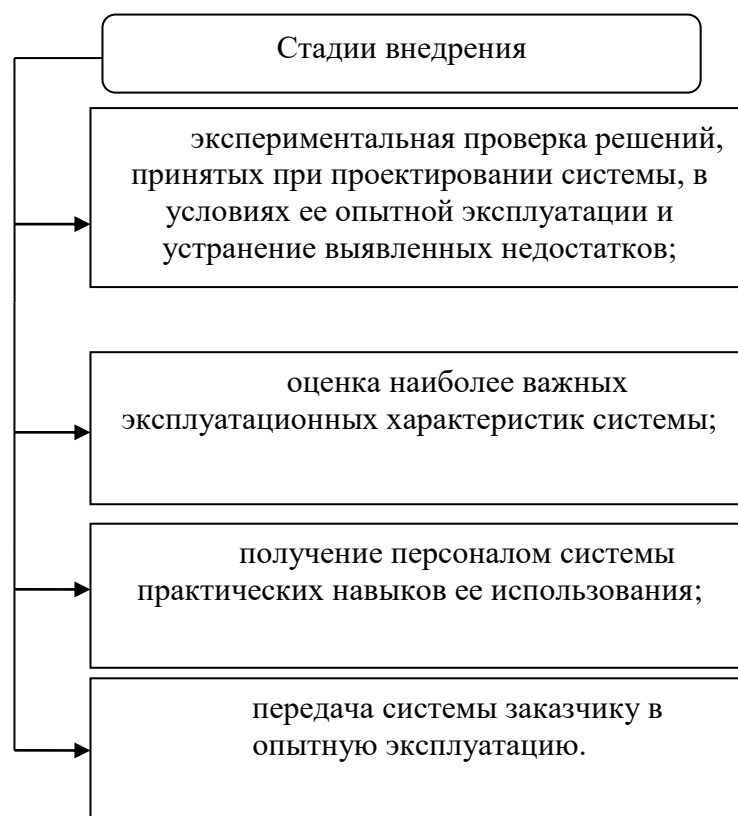 Стадии внедрения
экспериментальная проверка решений,
принятых при проектировании системы, в
условиях ее опытной эксплуатации и
устранение выявленных недостатков;
оценка наиболее важных
эксплуатационных характеристик системы;
получение персоналом системы
практических навыков ее использования;
передача системы заказчику в
опытную эксплуатацию.